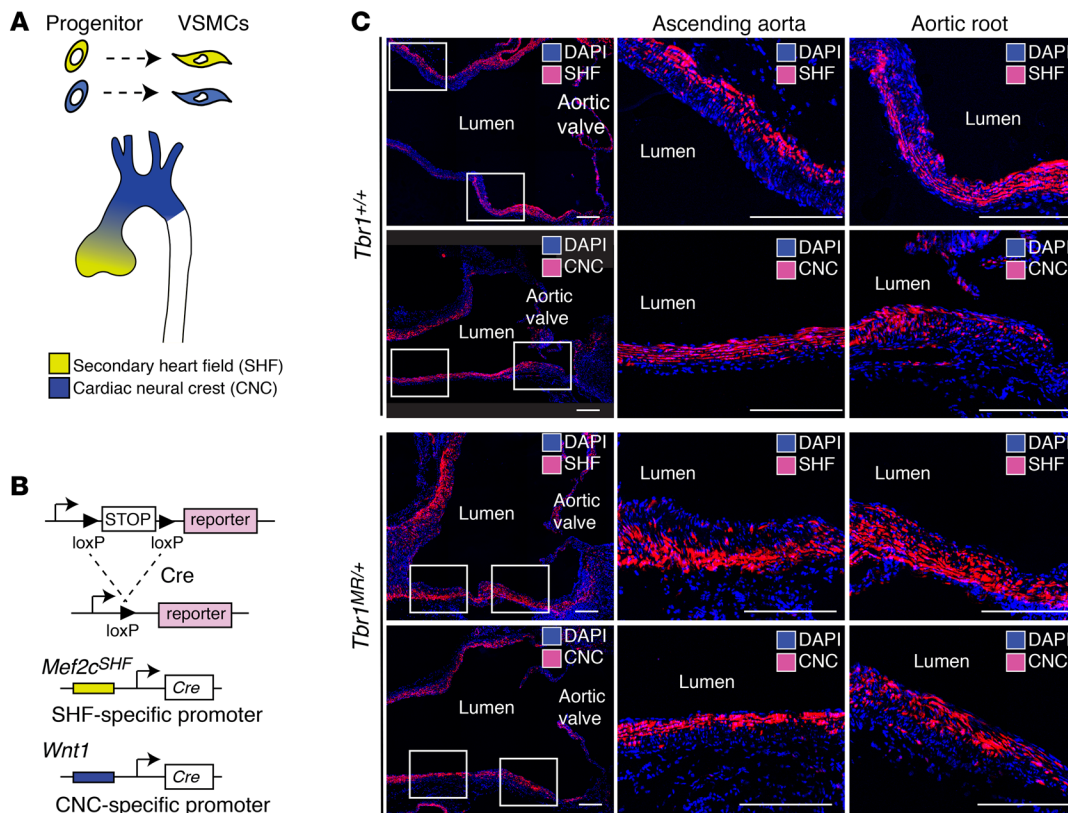 A
Progenitor VSMCs
Secondary heart field (SHF)
Cardiac neural crest (CNC)
B
STOP reporter
loxP loxP
Cre
reporter
loxP
Mef2cSHF
Cre
SHF-specific promoter
Wnt1
Cre
CNC-specific promoter
C
Ascending aorta Aortic root
Tbr1+/+
DAPI
SHF
Aortic
valve
Lumen
DAPI
SHF
Lumen
DAPI
SHF
Lumen
DAPI
CNC
Aortic
valve
Lumen
DAPI
CNC
Lumen
DAPI
CNC
Lumen
Tbr1MR/+
DAPI
SHF
Aortic
valve
Lumen
DAPI
SHF
Lumen
DAPI
SHF
Lumen
DAPI
CNC
Aortic
valve
Lumen
DAPI
CNC
Lumen
DAPI
CNC
Lumen